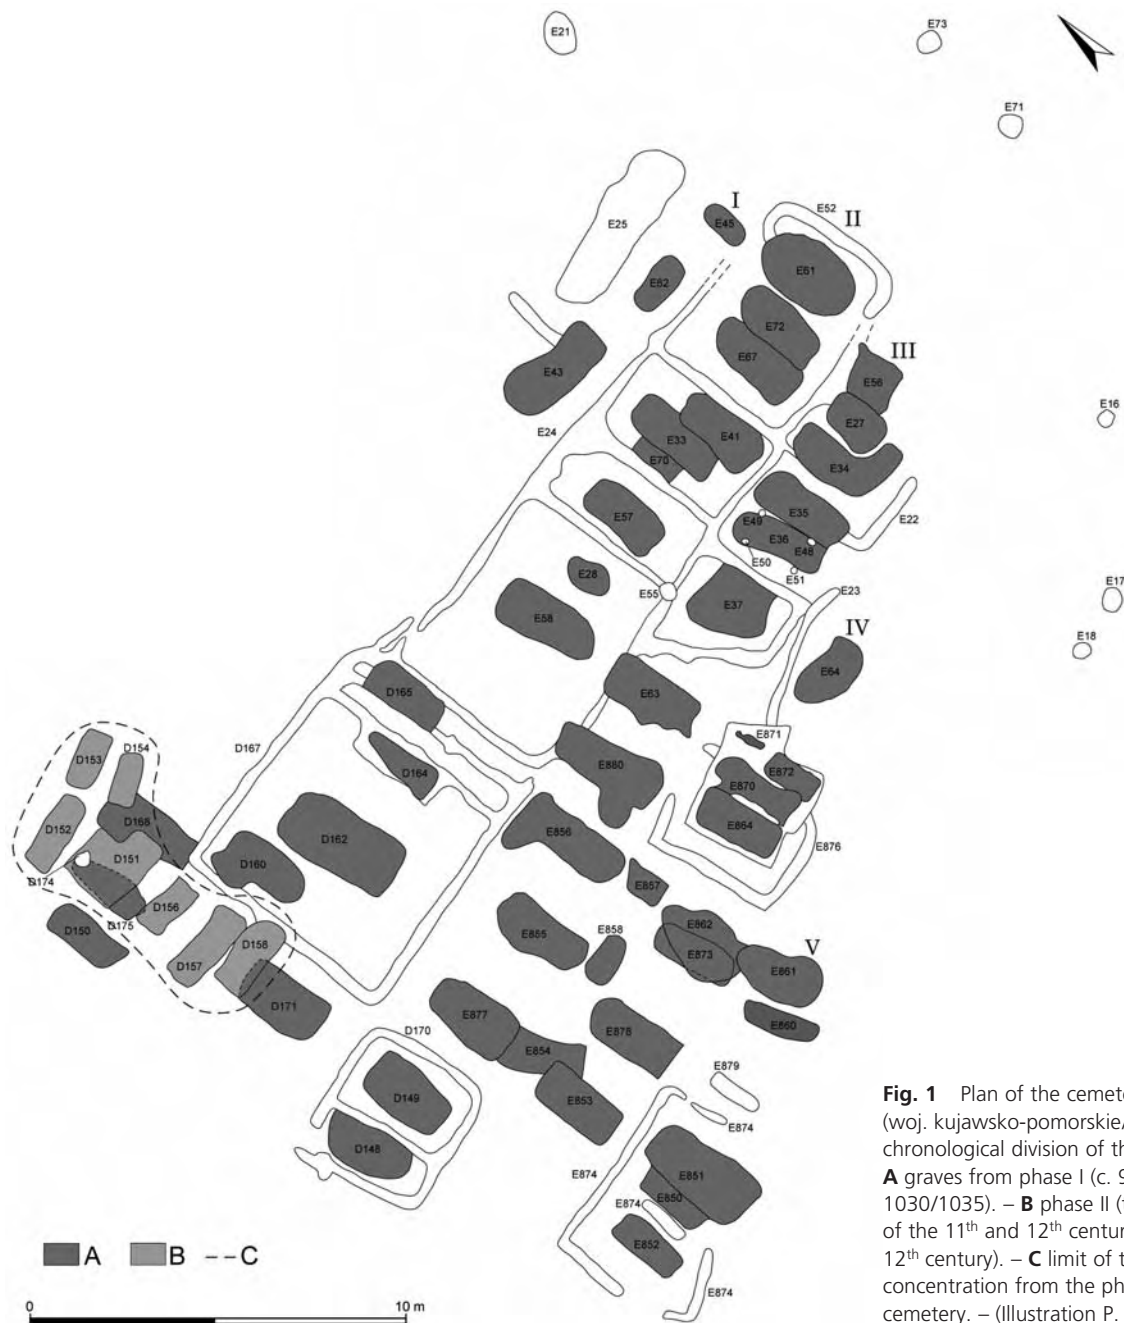 E21
E73
E71
E25
I
E45
E52
II
E61
E62
E72
E67
E43
III
E56
E27
E16
E24
E33
E41
E70
E34
E57
E35
E49
E36
E48
E22
E50
E51
E28
E55
E37
E23
E17
E58
IV
E18
E64
E63
D165
E871
D154
D153
D167
D164
E880
E872
E870
D168
D152
D162
E856
E864
E876
D151
D160
D174
E857
D156
D175
D150
E855
E858
E862
V
E873
E861
D158
D157
D171
E877
E878
E860
D170
E854
E879
D149
E853
E874
D148
E874
E851
E850
E874
E852
E874
A B C
0 10 m
Fig. 1 Plan of the cemete
(woj. kujawsko-pomorskie/
chronological division of th
A graves from phase I (c. 9
1030/1035). – B phase II (t
of the 11th and 12th centur
12th century). – C limit of t
concentration from the ph
cemetery. – (Illustration P.